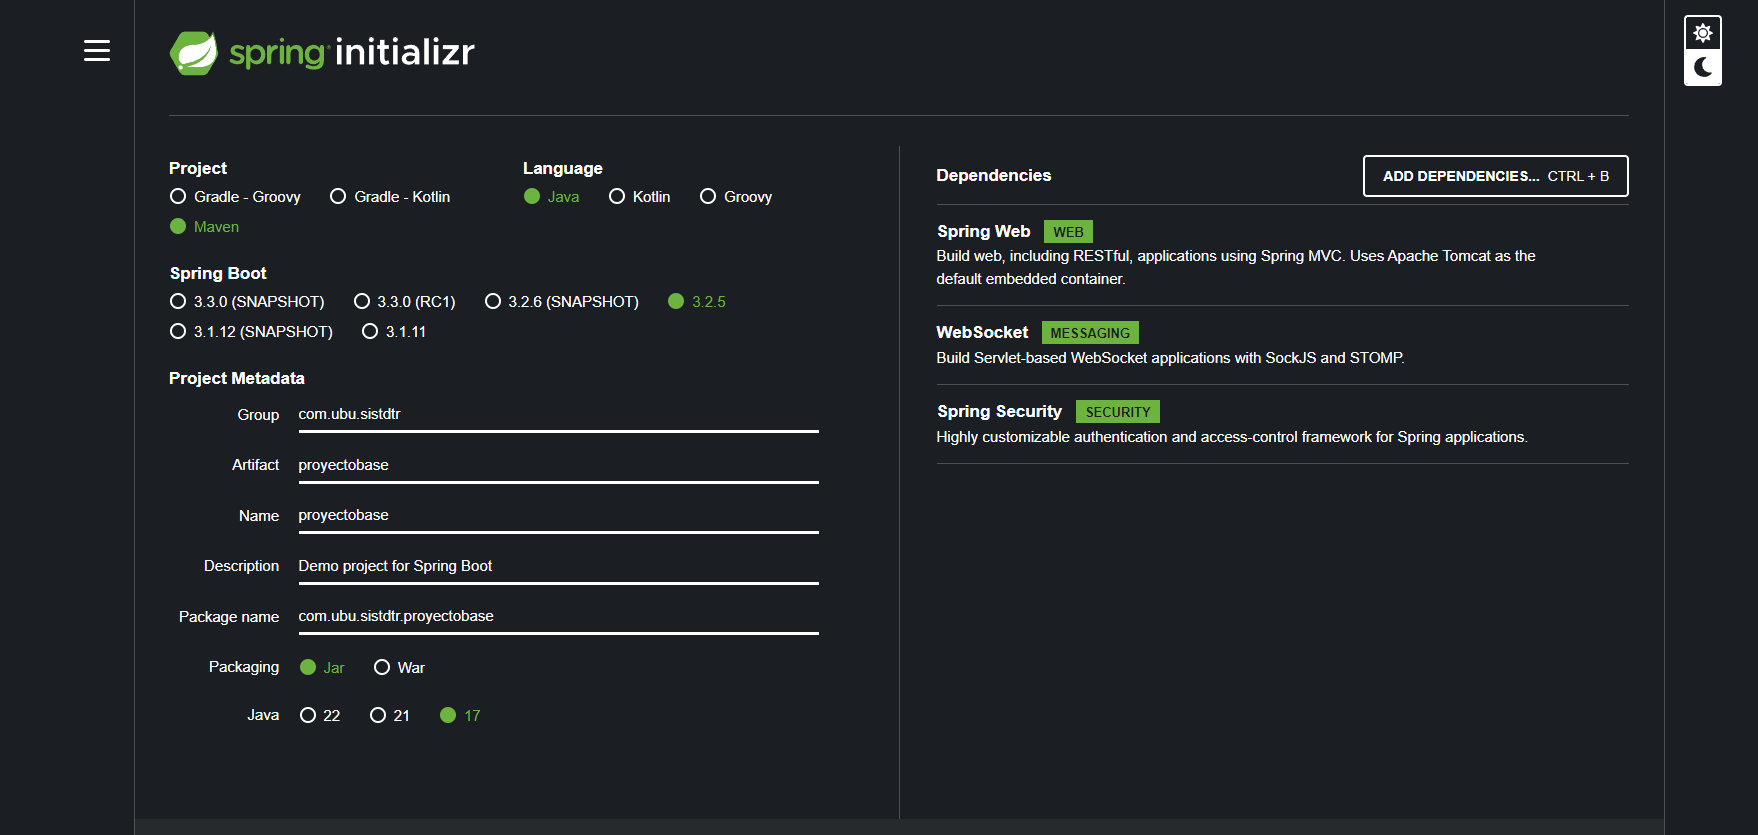 spring initializr
Project
Gradle - Groovy Gradle - Kotlin
Maven
Language
Java Kotlin Groovy
Spring Boot
3.3.0 (SNAPSHOT) 3.3.0 (RC1) 3.2.6 (SNAPSHOT) 3.2.5
3.1.12 (SNAPSHOT) 3.1.11
Project Metadata
Group com.ubu.sistdtr
Artifact proyectobase
Name proyectobase
Description Demo project for Spring Boot
Package name com.ubu.sistdtr.proyectobase
Packaging Jar War
Java 22 21 17
Dependencies ADD DEPENDENCIES... CTRL + B
Spring Web WEB
Build web, including RESTful, applications using Spring MVC. Uses Apache Tomcat as the
default embedded container.
WebSocket MESSAGING
Build Servlet-based WebSocket applications with SockJS and STOMP.
Spring Security SECURITY
Highly customizable authentication and access-control framework for Spring applications.